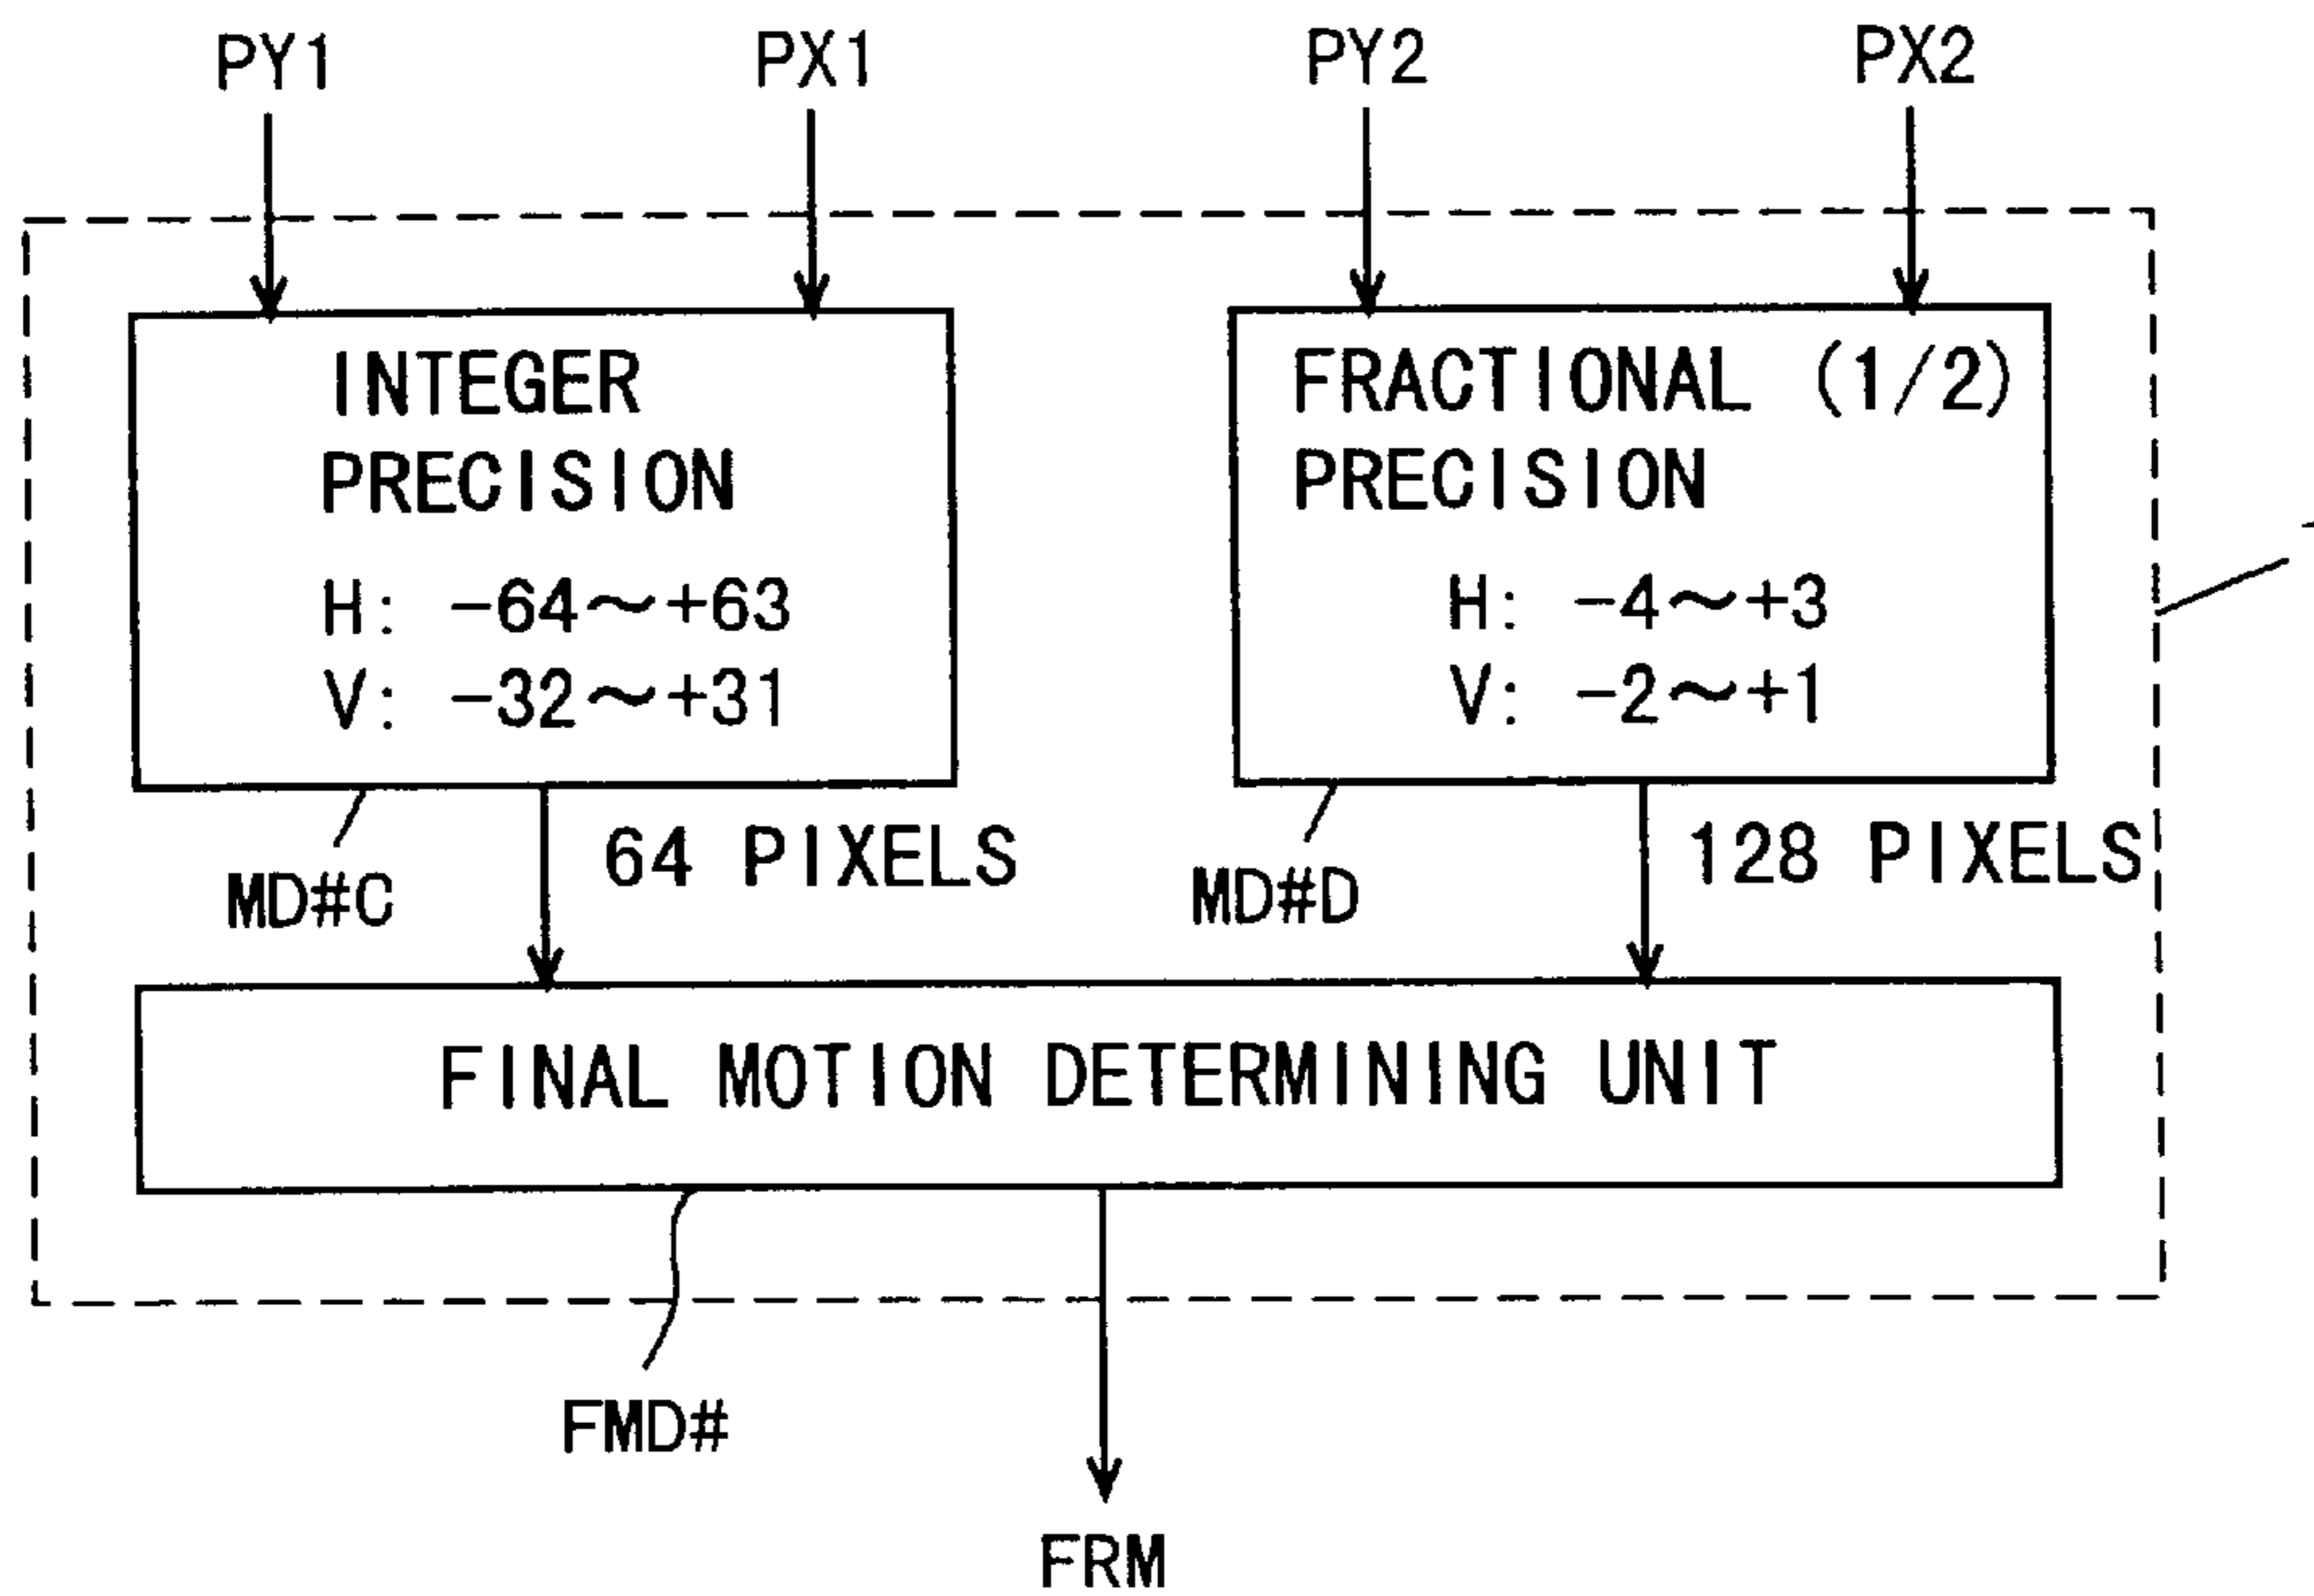 PY1 PX1 PY2 PX2
INTEGER
PRECISION
H: -64～+63
V: -32～+31
FRACTIONAL (1/2)
PRECISION
H: -4～+3
V: -2～+1
MD#C
64 PIXELS
MD#D
128 PIXELS
FINAL MOTION DETERMINING UNIT
FMD#
FRM